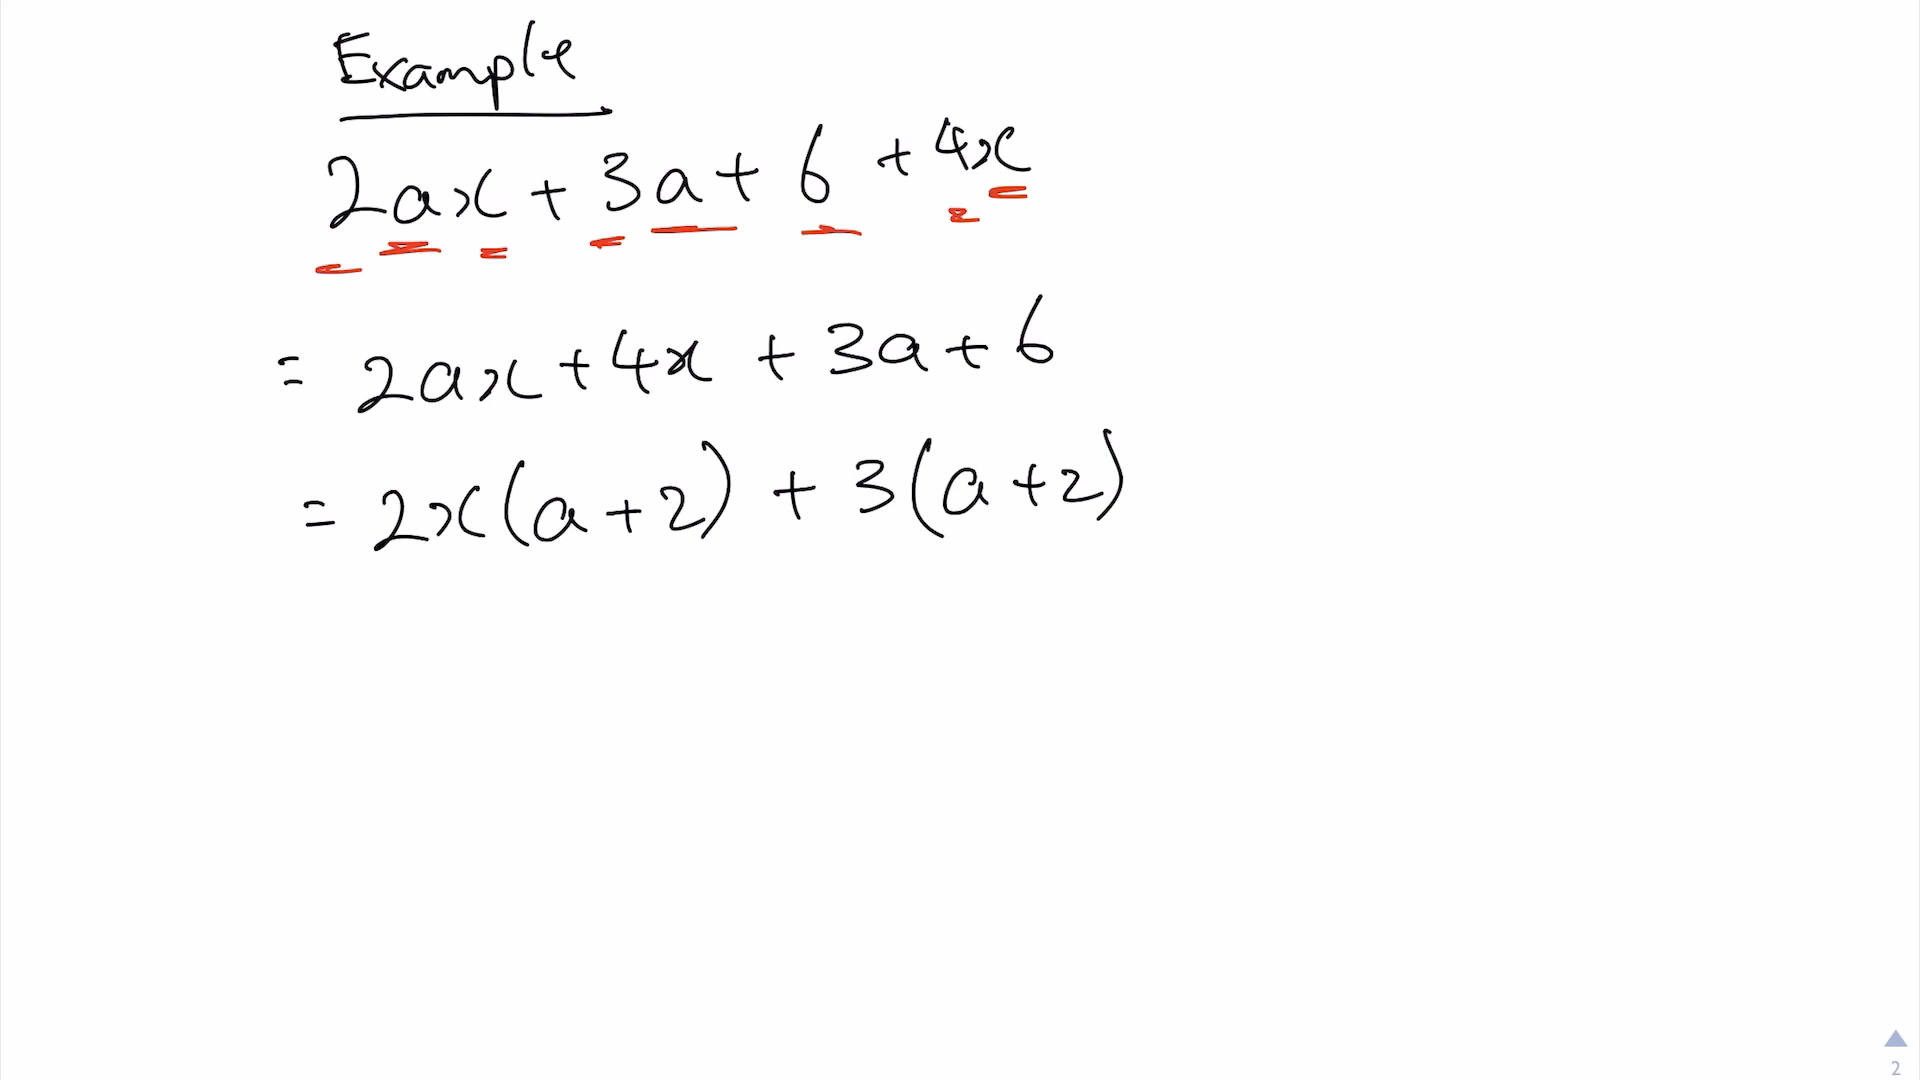 Example
2ax + 3a + 6 + 4x
= 2ax + 4x + 3a + 6
= 2x(a+2) + 3(a+2)
2